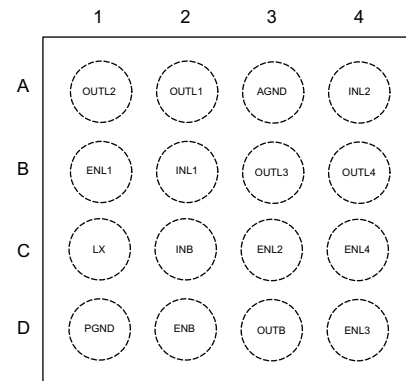 1 2 3 4
A OUTL2 OUTL1 AGND INL2
B ENL1 INL1 OUTL3 OUTL4
C LX INB ENL2 ENL4
D PGND ENB OUTB ENL3